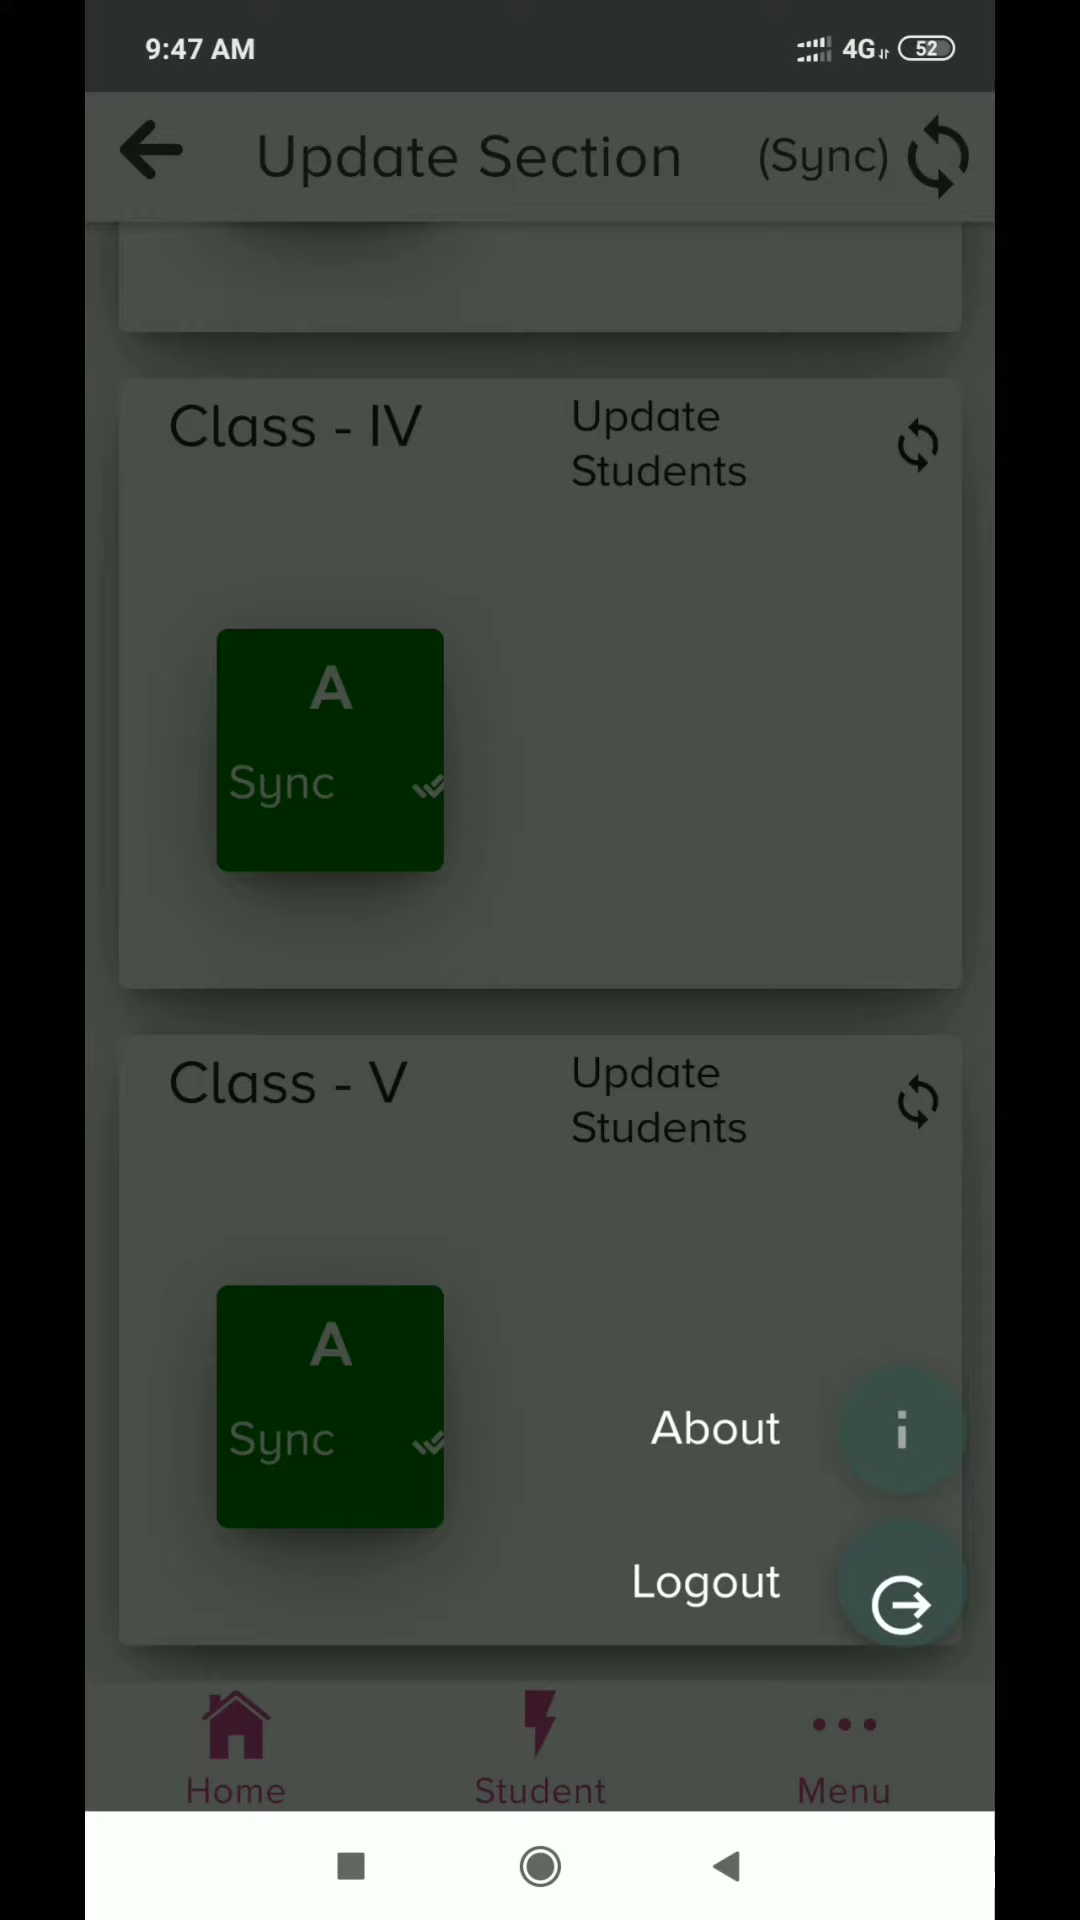 9:47 AM
4G
52
Update Section
(Sync)
Class - IV
Update
Students
A
Sync
Class - V
Update
Students
A
Sync
About
Logout
Home
Student
Menu